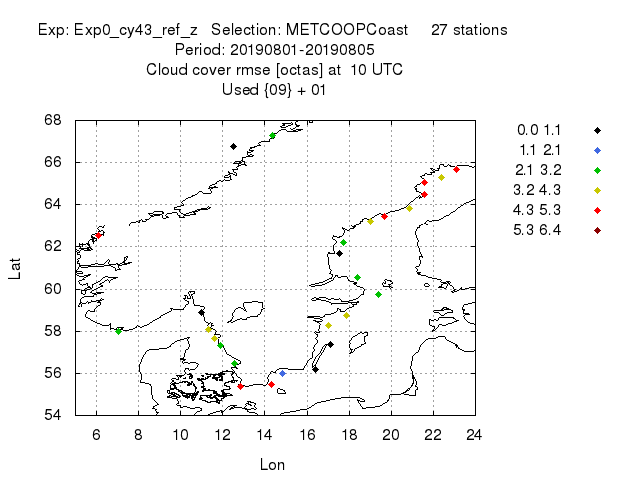 Exp: Exp0_cy43_ref_z   Selection: METCOOPCoast     27 stations
Period: 20190801-20190805
Cloud cover rmse [octas] at  10 UTC
Used {09} + 01
68
66
64
62
60
58
56
54
Lat
6 8 10 12 14 16 18 20 22 24
Lon
0.0 1.1
1.1 2.1
2.1 3.2
3.2 4.3
4.3 5.3
5.3 6.4